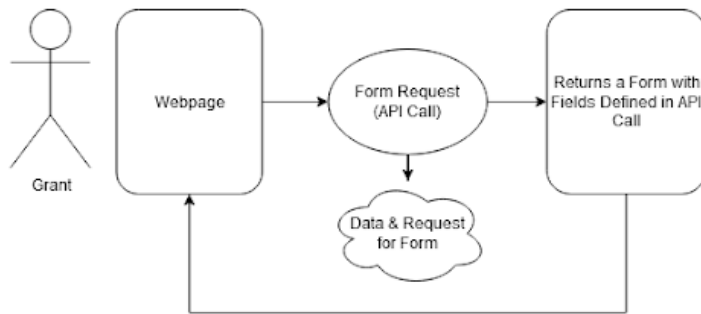 Grant
Webpage
Form Request
(API Call)
Data & Request
for Form
Returns a Form with
Fields Defined in API
Call